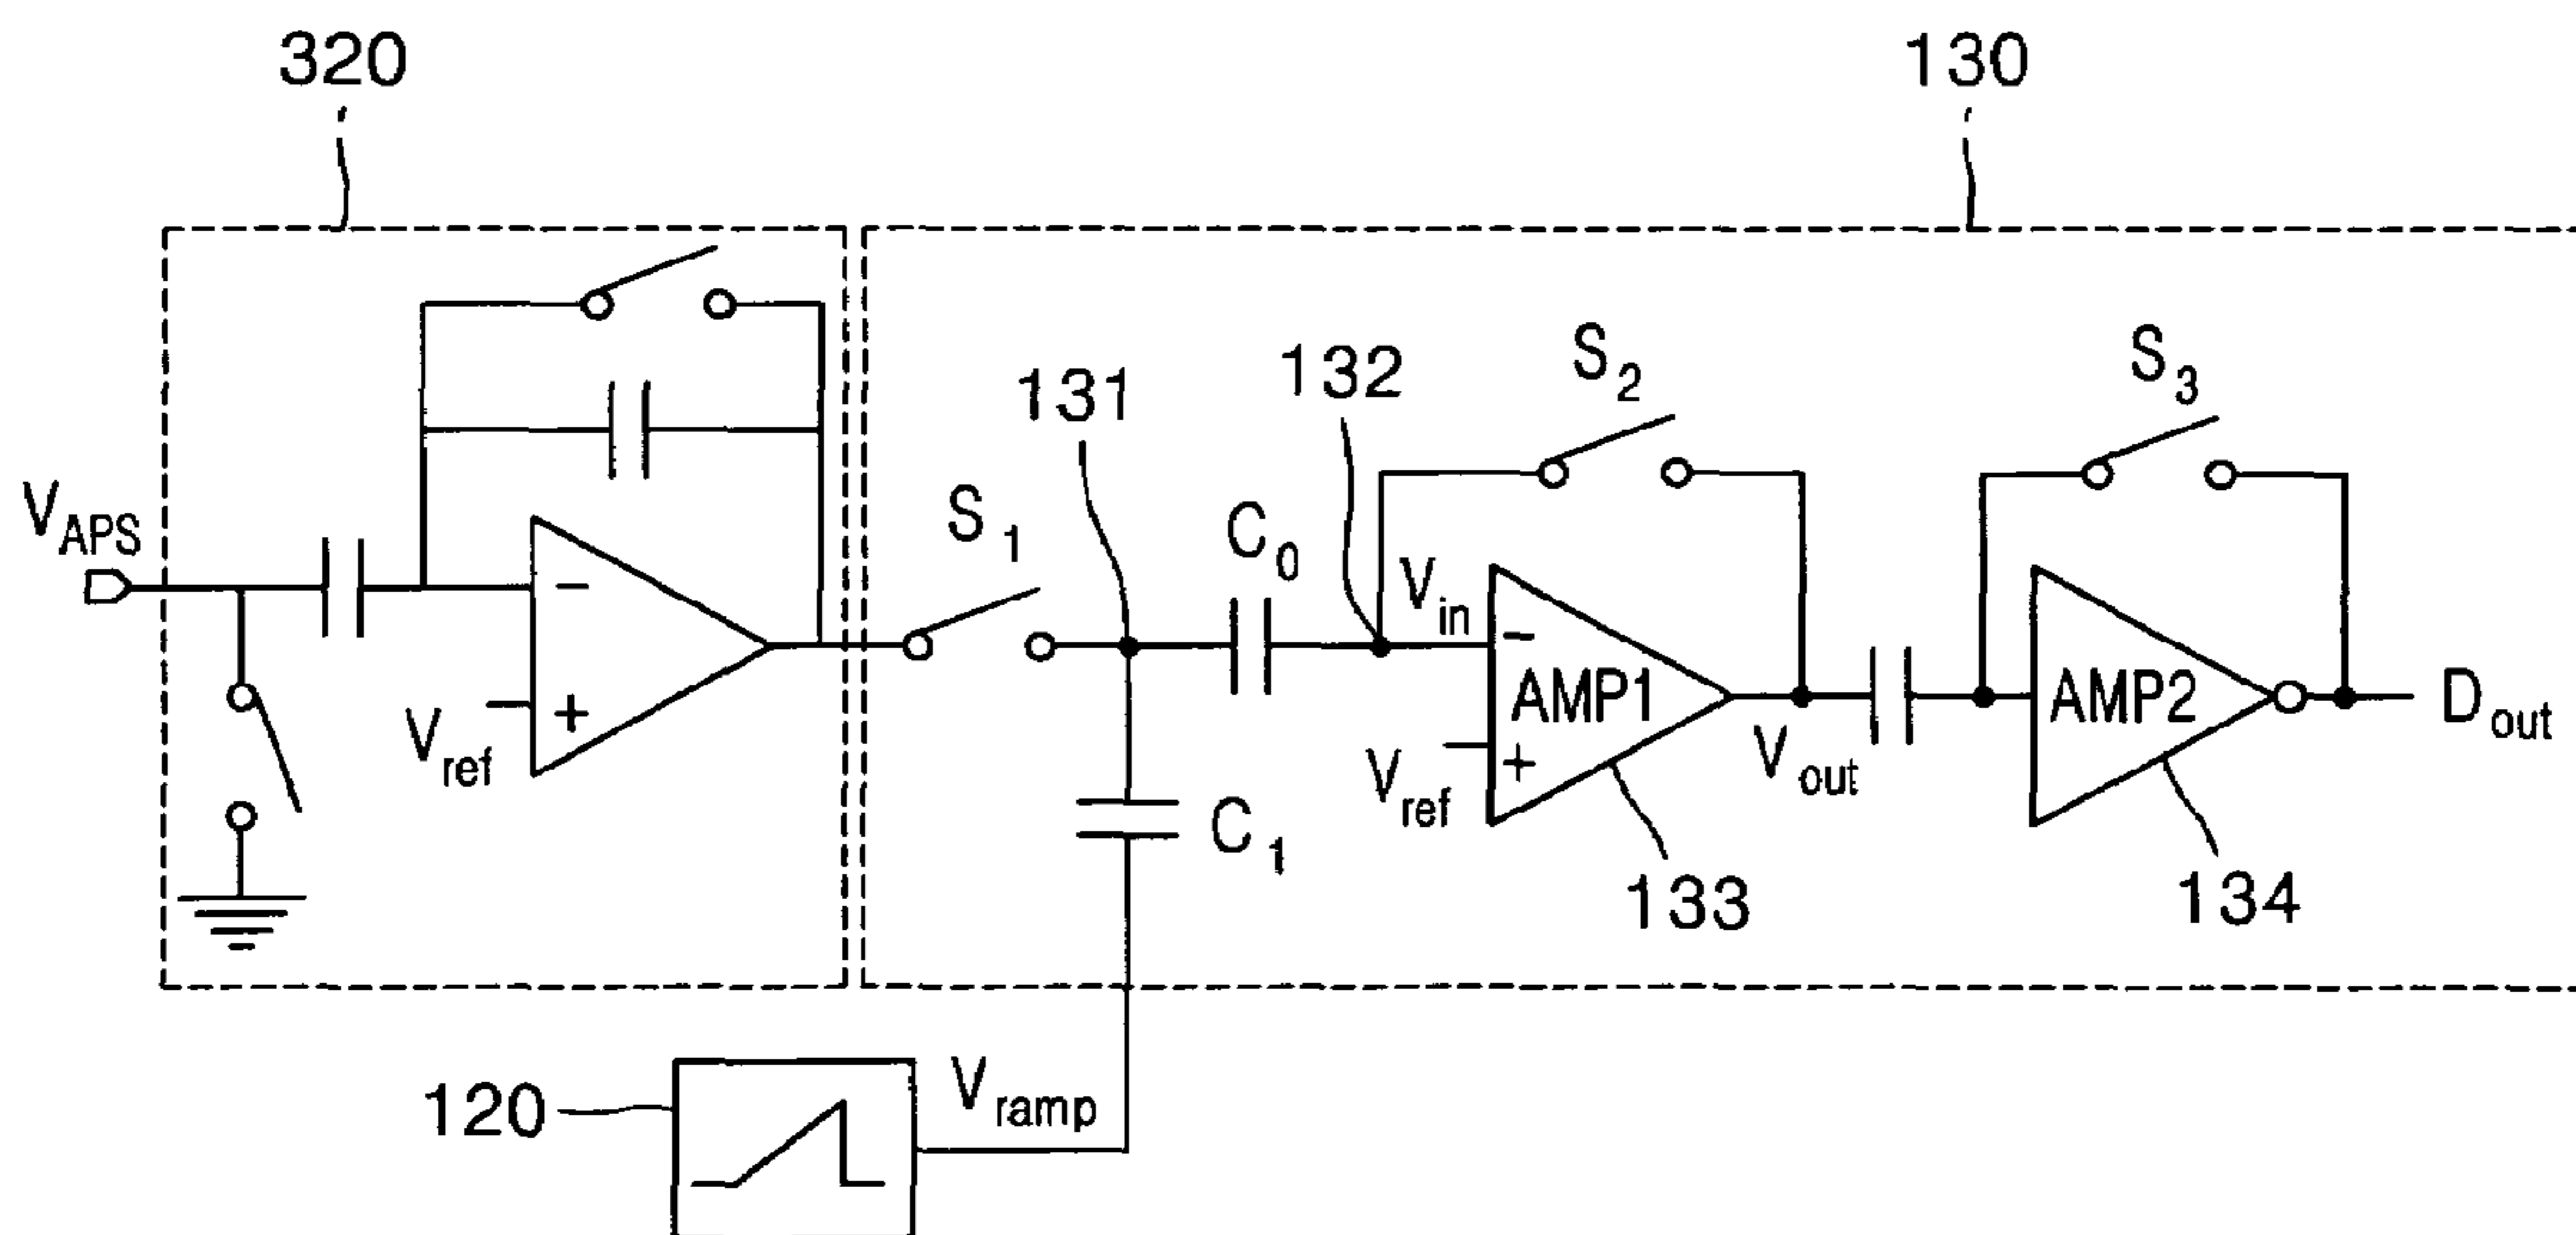 320
130
131
132
S2
S3
VAPS
S1
C0
Vin
−
−
AMP1
AMP2
Dout
Vref
+
Vref
+
Vout
C1
133
134
120
Vramp